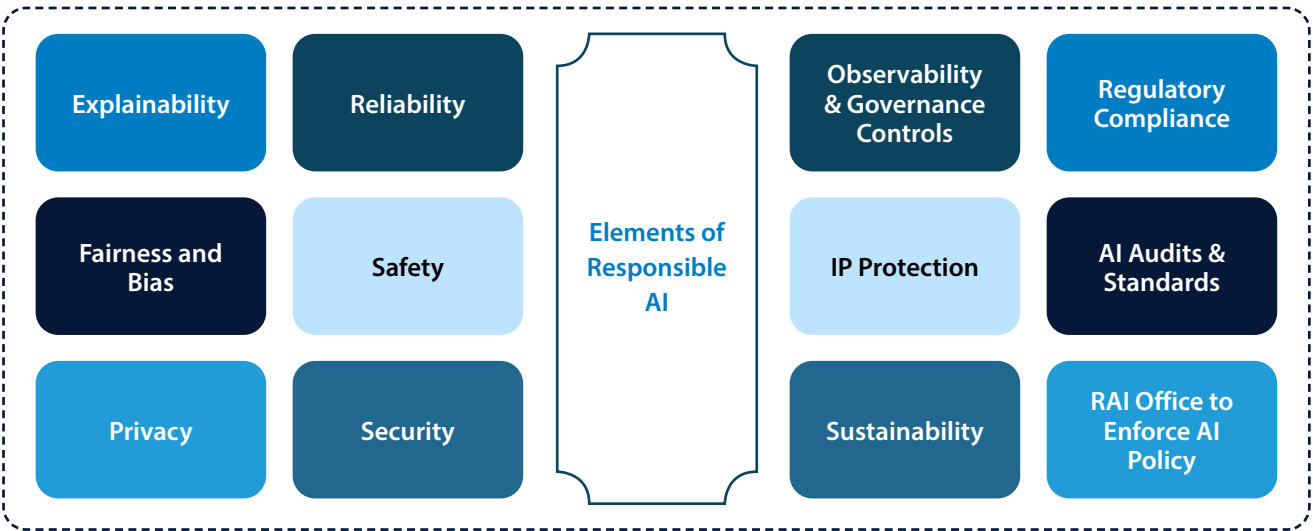 Explainability
Reliability
Observability
& Governance
Controls
Regulatory
Compliance
Fairness and
Bias
Safety
Elements of
Responsible
AI
IP Protection
AI Audits &
Standards
Privacy
Security
Sustainability
RAI Office to
Enforce AI
Policy